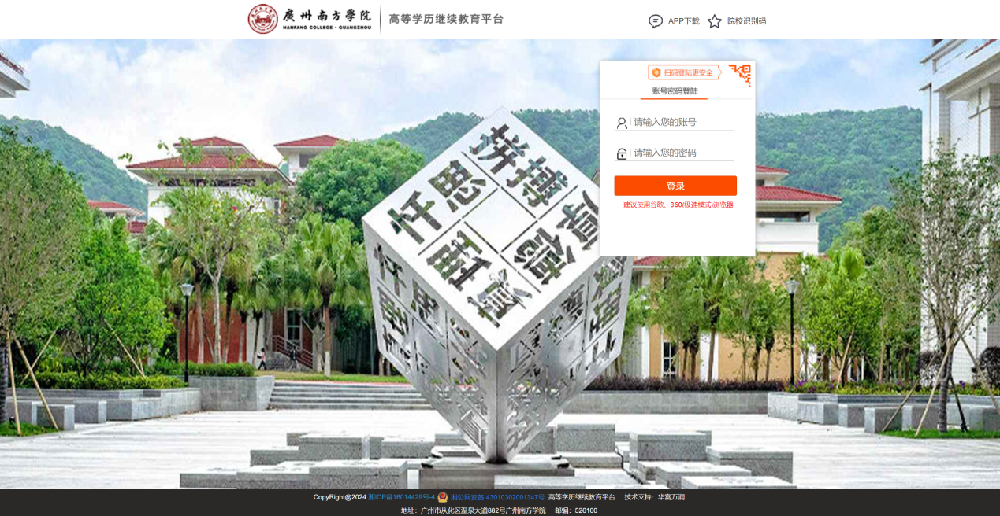 廣州南方学院
NANFANG COLLEGE · GUANGZHOU
高等学历继续教育平台
APP下载
院校识别码
扫码登陆更安全
账号密码登陆
请输入您的账号
请输入您的密码
登录
建议使用谷歌、360(极速模式)浏览器
拼搏
思
仁
德
CopyRight@2024 湘ICP备16014429号-4 湘公网安备 43010302001347号 高等学历继续教育平台 技术支持：华富万润
地址：广州市从化区温泉大道882号广州南方学院 邮编：526100